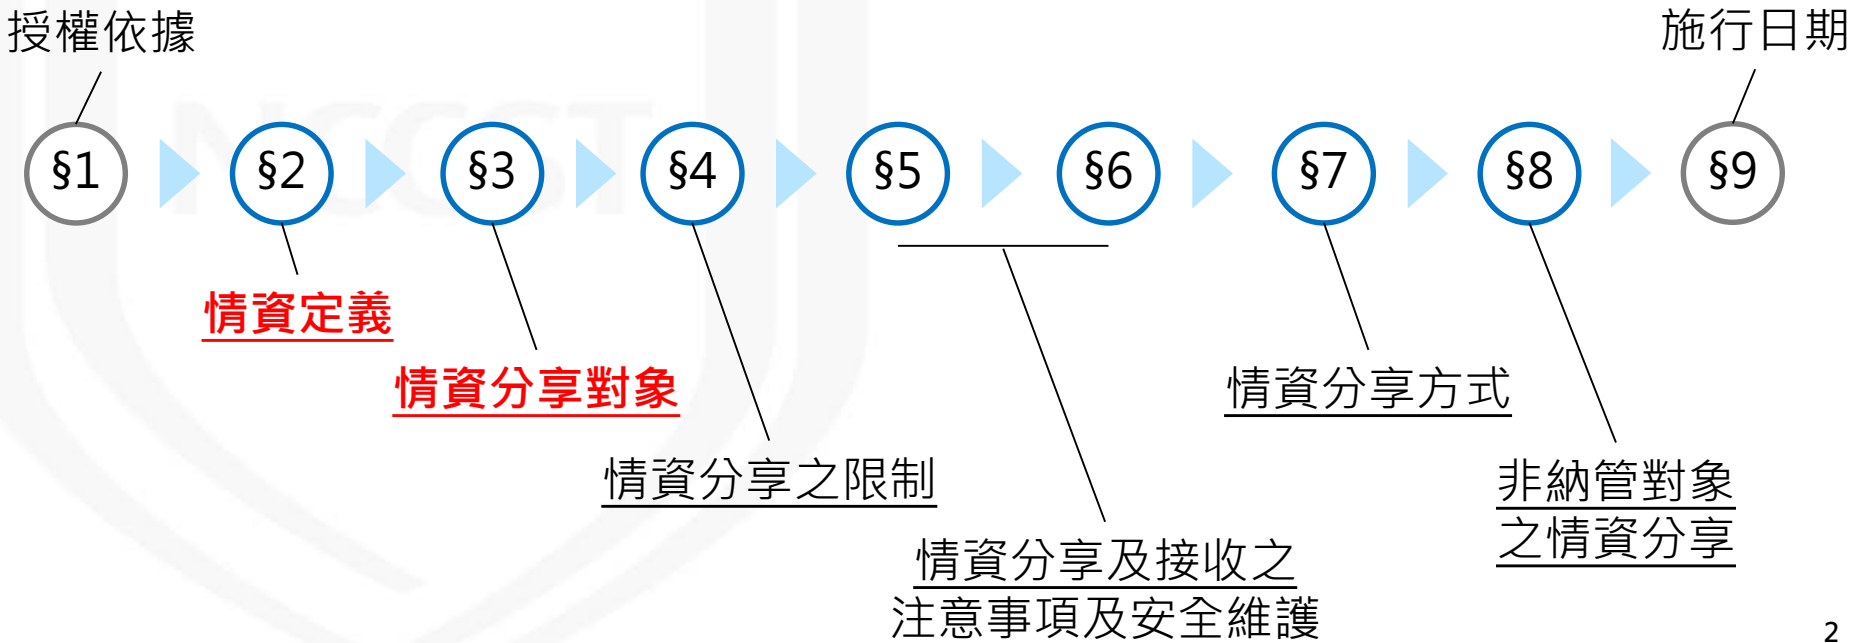 授權依據
施行日期
§1
§2
§3
§4
§5
§6
§7
§8
§9
情資定義
情資分享對象
情資分享方式
情資分享之限制
非納管對象
之情資分享
情資分享及接收之
注意事項及安全維護
NCCST
2